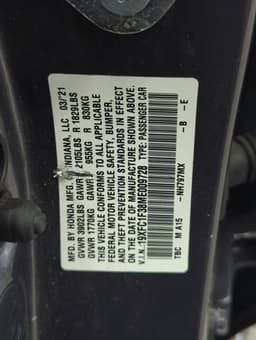 MFD. BY HONDA MFG. INDIANA, LLC 03/21
GVWR 3902LBS GAWR F 2105LBS R 1829LBS
GVWR 1770KG GAWR F 955KG R 830KG
THIS VEHICLE CONFORMS TO ALL APPLICABLE
FEDERAL MOTOR VEHICLE SAFETY, BUMPER,
AND THEFT PREVENTION STANDARDS IN EFFECT
ON THE DATE OF MANUFACTURE SHOWN ABOVE.
V.I.N.: 19XFC1F38ME009728 TYPE: PASSENGER CAR
TBC M A15 - NH797MX - B - E